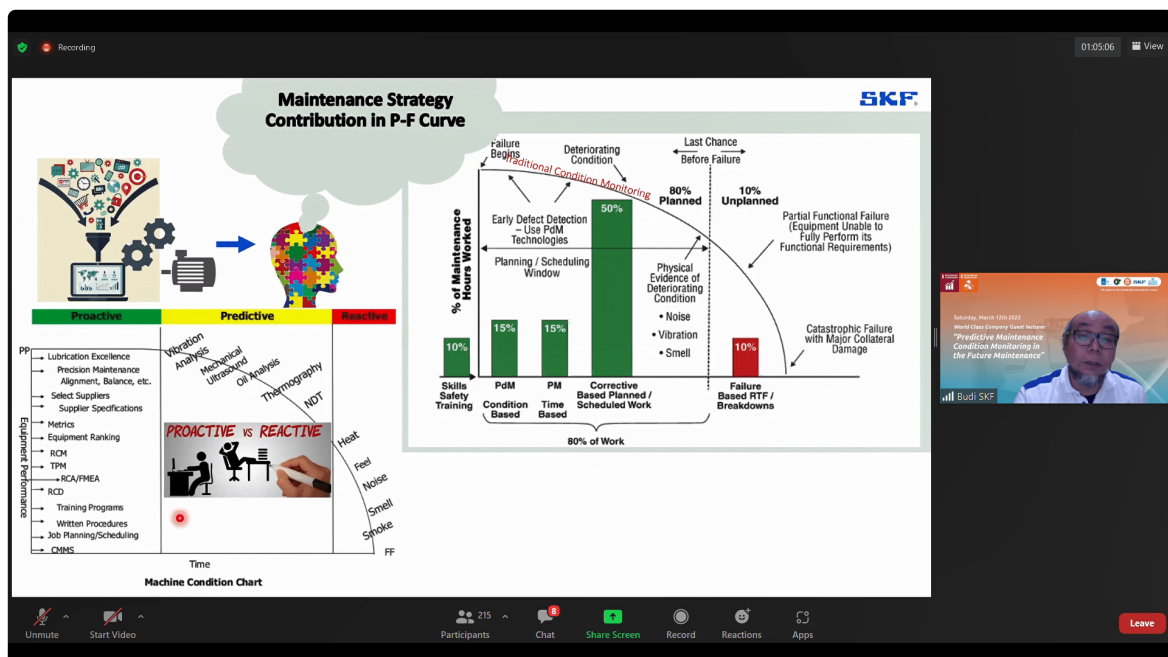 Recording
01:05:06
View
Maintenance Strategy
Contribution in P-F Curve
SKF
Proactive
Predictive
Reactive
PP
Lubrication Excellence
Precision Maintenance
Alignment, Balance, etc.
Select Suppliers
Supplier Specifications
Metrics
Equipment Ranking
RCM
TPM
RCA/FMEA
RCD
Training Programs
Written Procedures
Job Planning/Scheduling
CMMS
Equipment Performance
Vibration
Analysis
Mechanical
Ultrasound
Oil Analysis
Thermography
NDT
PROACTIVE VS REACTIVE
Heat
Feel
Noise
Smell
Smoke
FF
Time
Machine Condition Chart
Failure
Begins
Traditional Condition Monitoring
Deteriorating
Condition
Last Chance
Before Failure
80%
Planned
10%
Unplanned
% of Maintenance
Hours Worked
Early Defect Detection
– Use PdM
Technologies
Planning / Scheduling
Window
50%
Partial Functional Failure
(Equipment Unable to
Fully Perform its
Functional Requirements)
Physical
Evidence of
Deteriorating
Condition
• Noise
• Vibration
• Smell
Catastrophic Failure
with Major Collateral
Damage
10%
15%
15%
10%
Skills
Safety
Training
PdM
Condition
Based
PM
Time
Based
Corrective
Based Planned /
Scheduled Work
Failure
Based RTF /
Breakdowns
80% of Work
SKF
Saturday, March 12th 2022
World Class Company Guest lecturer
"Predictive Maintenance
Condition Monitoring in
the Future Maintenance"
Budi SKF
Unmute
Start Video
215
Participants
8
Chat
Share Screen
Record
Reactions
Apps
Leave